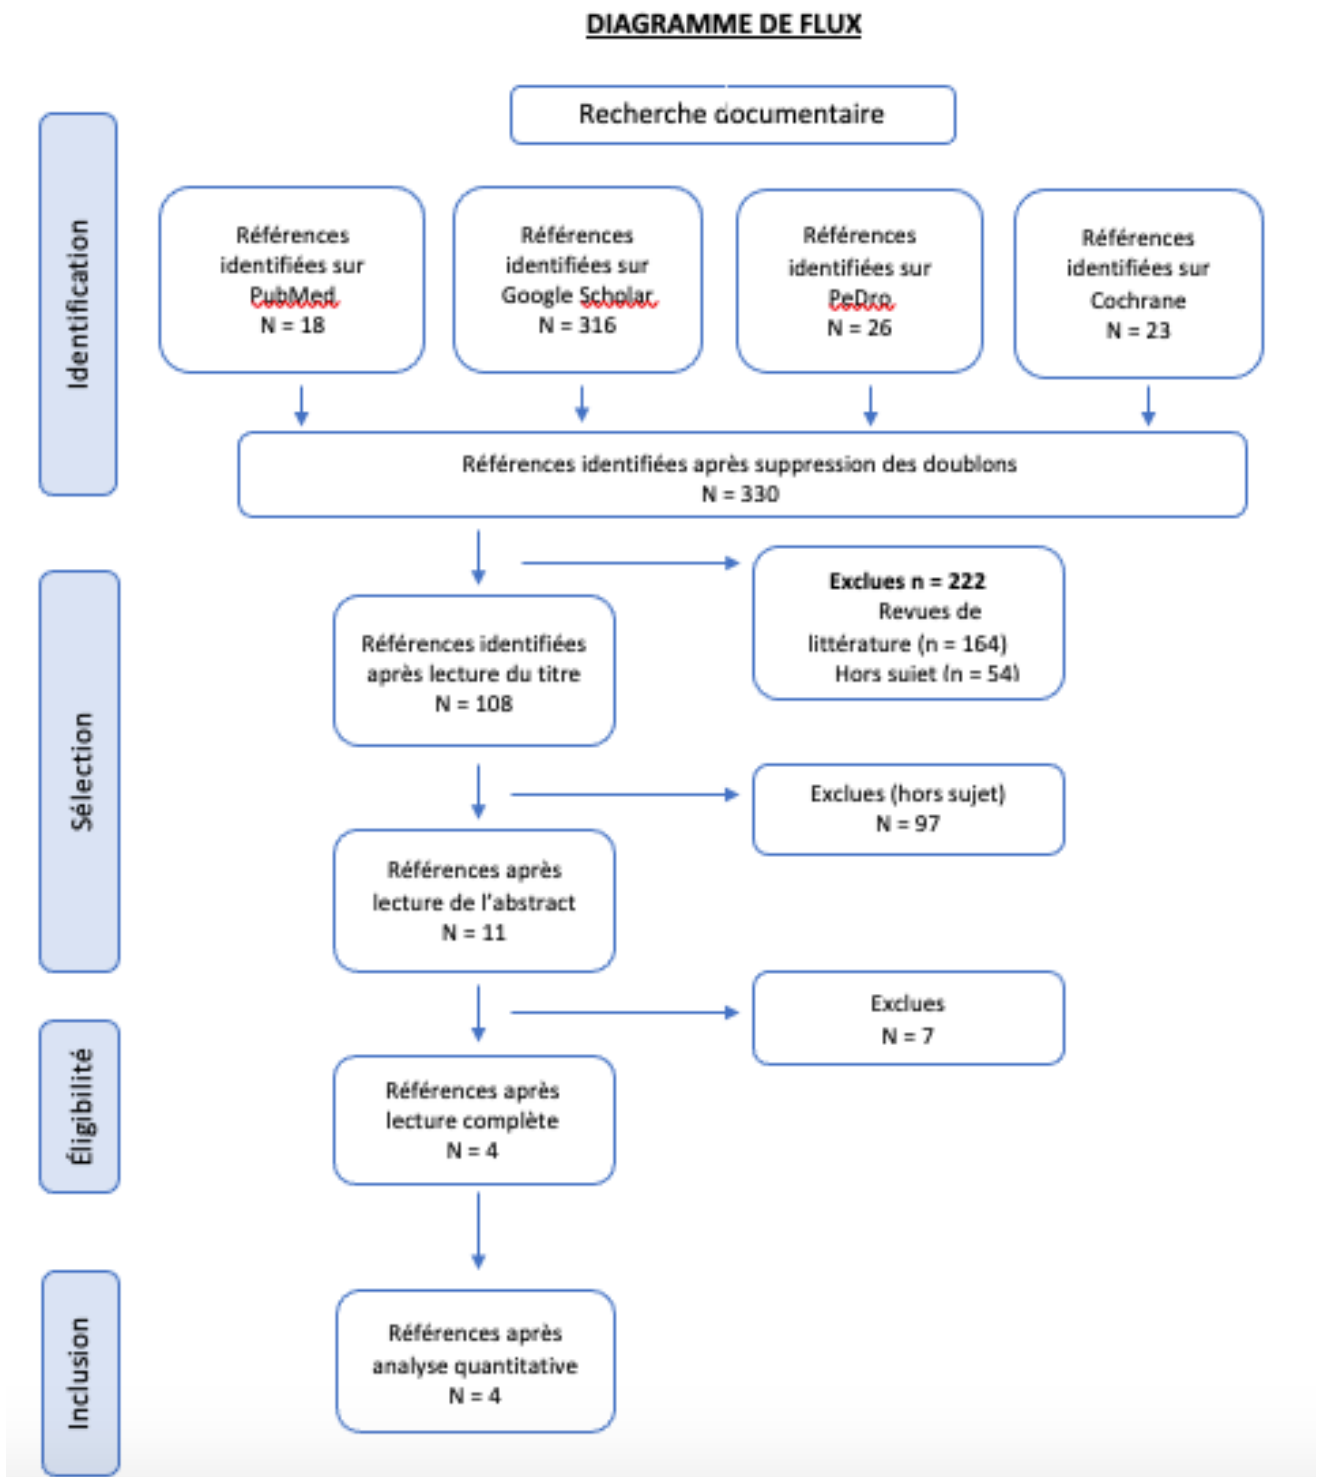 DIAGRAMME DE FLUX
Recherche documentaire
Identification
Références
identifiées sur
PubMed
N = 18
Références
identifiées sur
Google Scholar
N = 316
Références
identifiées sur
PeDro
N = 26
Références
identifiées sur
Cochrane
N = 23
Références identifiées après suppression des doublons
N = 330
Sélection
Exclues n = 222
Revues de
littérature (n = 164)
Hors sujet (n = 54)
Références identifiées
après lecture du titre
N = 108
Exclues (hors sujet)
N = 97
Références après
lecture de l'abstract
N = 11
Exclues
N = 7
Éligibilité
Références après
lecture complète
N = 4
Inclusion
Références après
analyse quantitative
N = 4